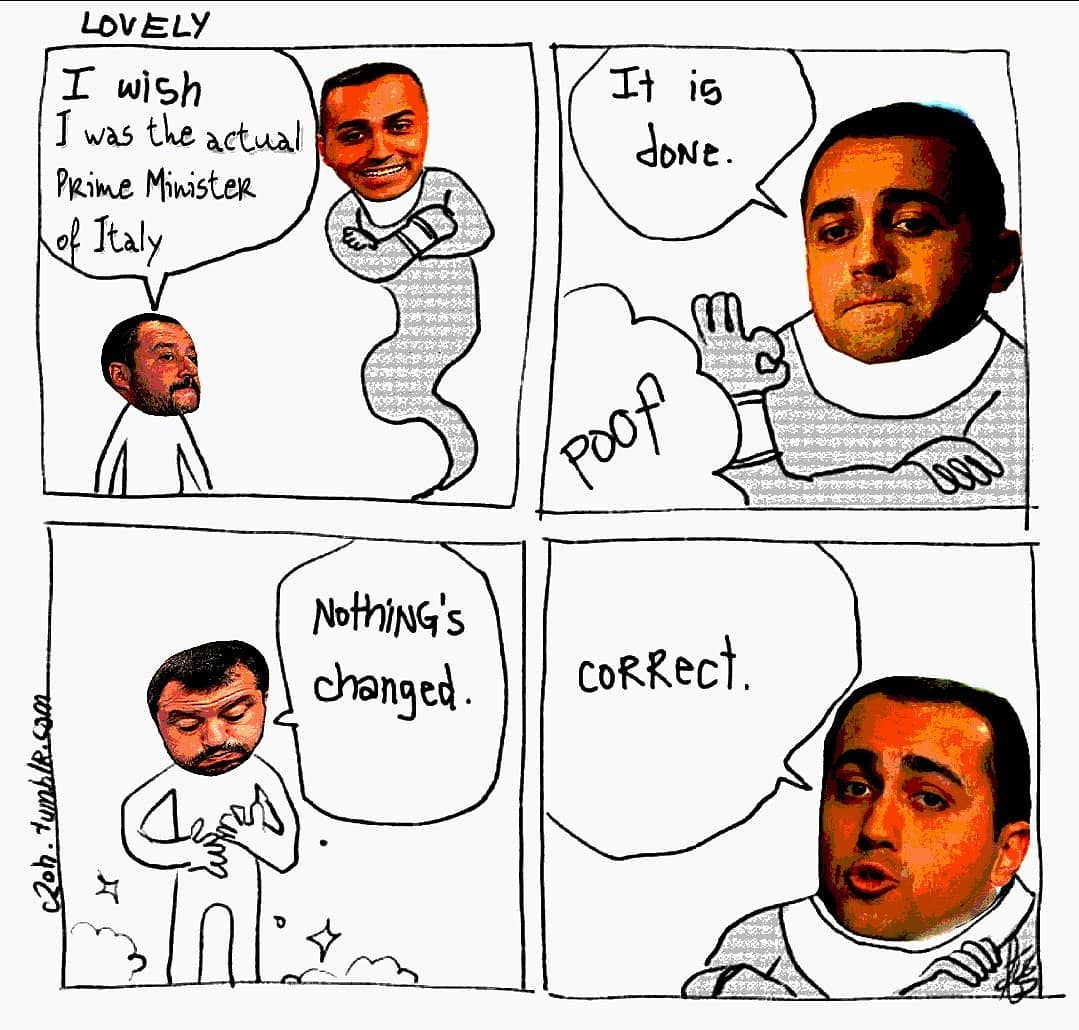 LOVELY
I wish
I was the actual
Prime Minister
of Italy
It is
done.
Poof
Nothing's
changed.
correct.
c2oh.tumblr.com